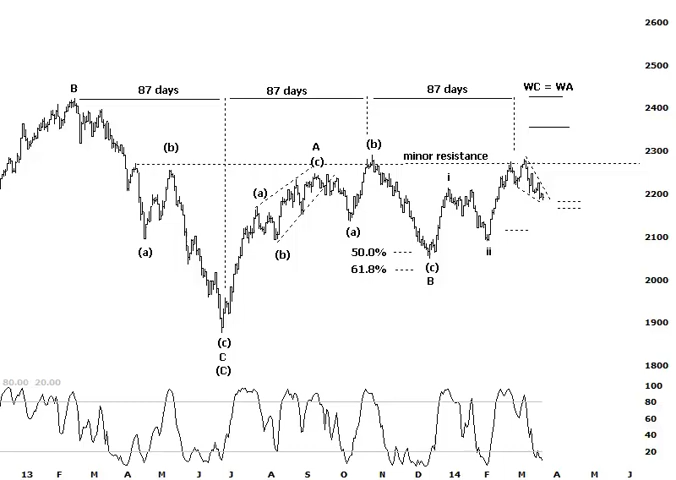 2600
2500
WC = WA
B
87 days
87 days
87 days
2400
A
(b)
(c)
(b)
minor resistance
2300
i
(a)
2200
(a)
(b)
(a)
50.0%
ii
2100
61.8%
(c)
B
2000
1900
(c)
C
(C)
1800
80.00 20.00
100
80
60
40
20
13 F M A M J J A S O N D 14 F M A M J